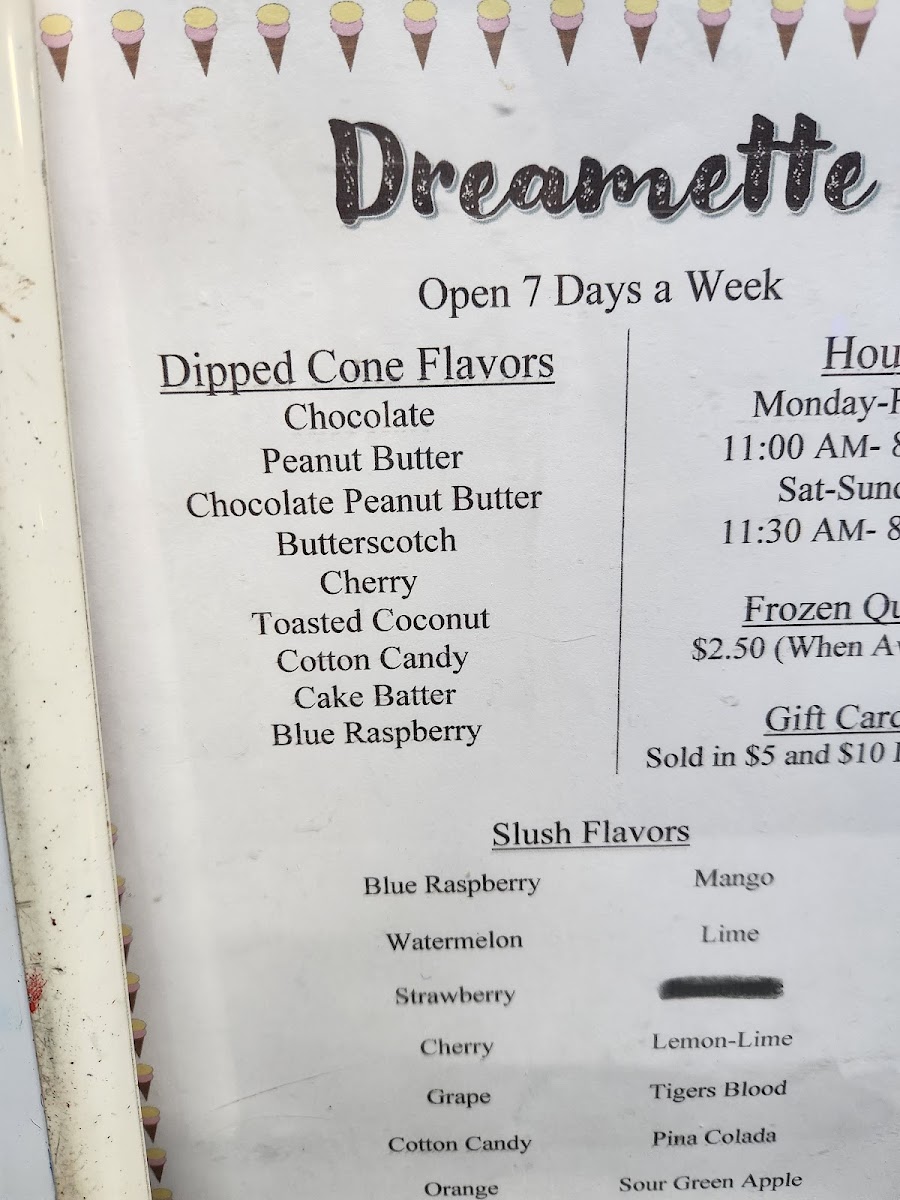 Dreamette
Open 7 Days a Week
Dipped Cone Flavors
Chocolate
Peanut Butter
Chocolate Peanut Butter
Butterscotch
Cherry
Toasted Coconut
Cotton Candy
Cake Batter
Blue Raspberry
Hou
Monday-F
11:00 AM- 8
Sat-Sund
11:30 AM- 8
Frozen Qu
$2.50 (When Av
Gift Card
Sold in $5 and $10
Slush Flavors
Blue Raspberry
Watermelon
Strawberry
Cherry
Grape
Cotton Candy
Orange
Mango
Lime
Lemon-Lime
Tigers Blood
Pina Colada
Sour Green Apple